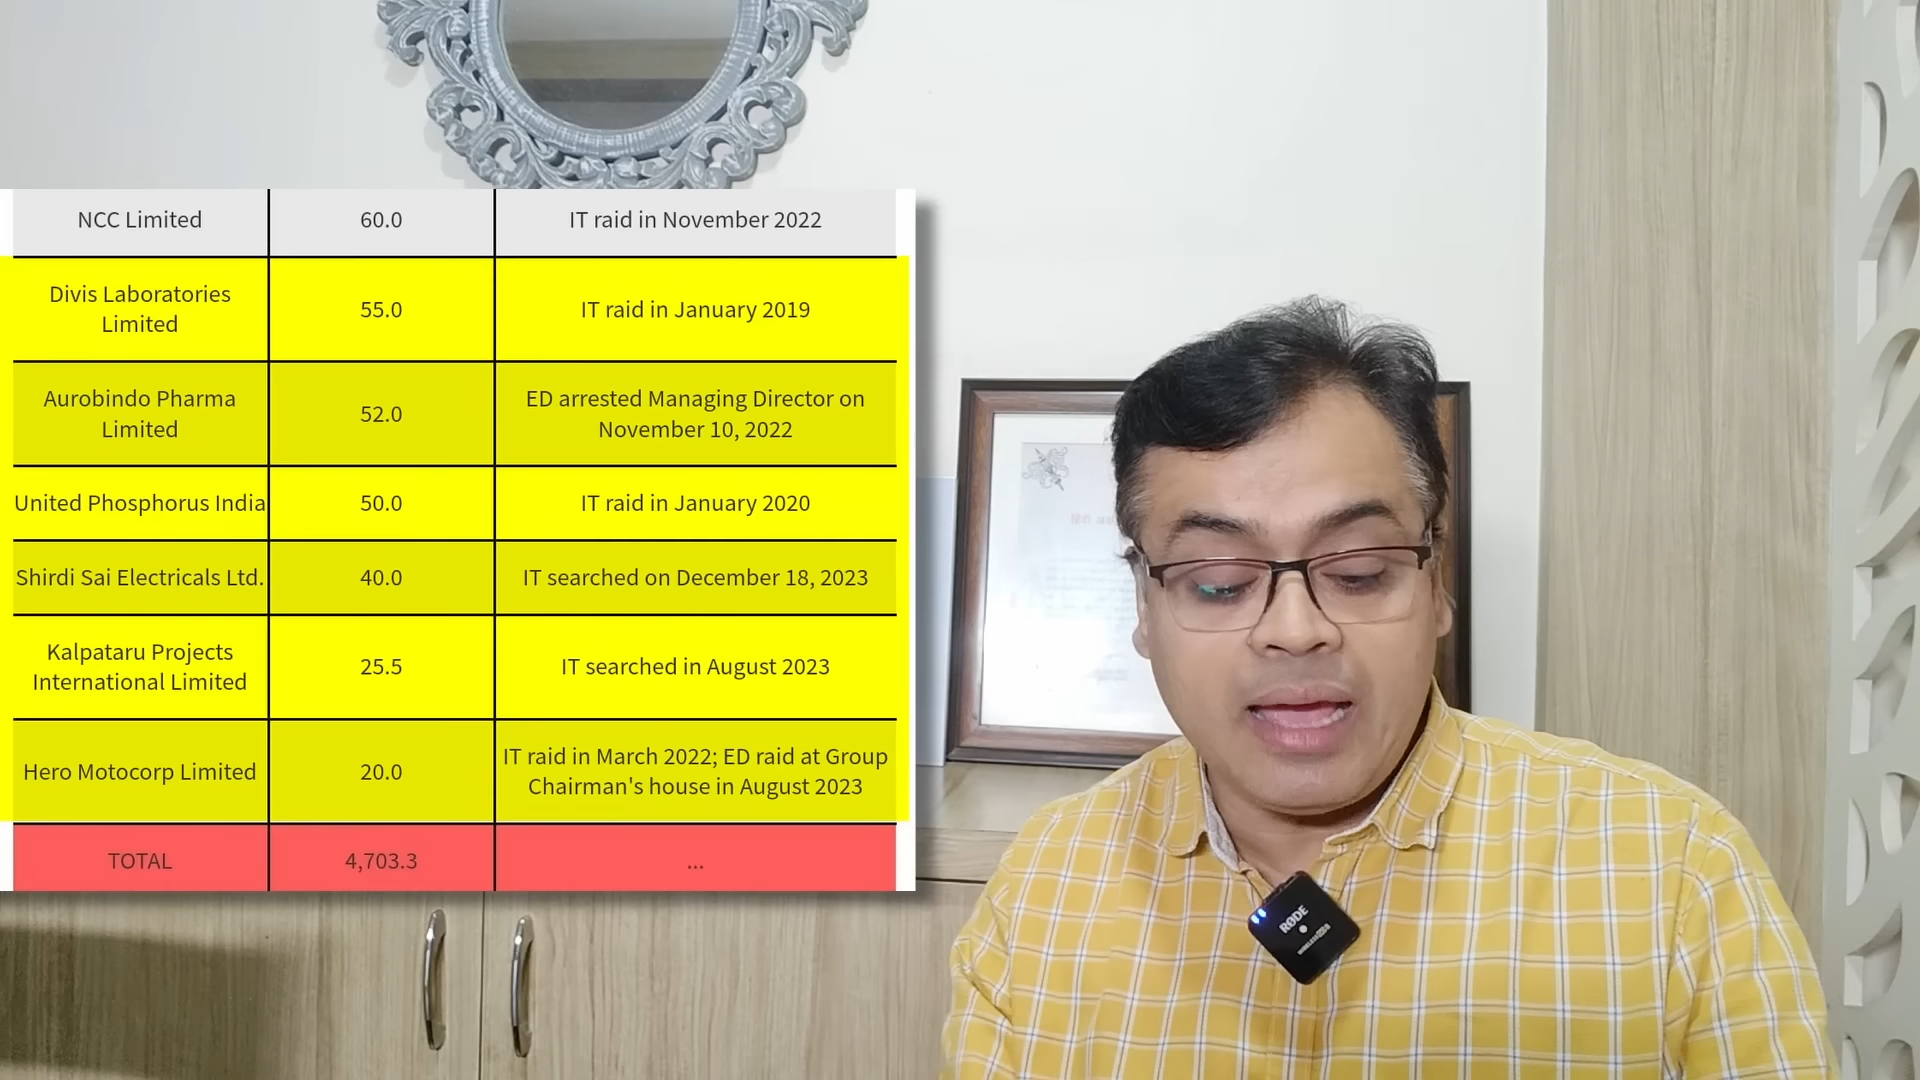 NCC Limited 60.0 IT raid in November 2022
Divis Laboratories
Limited
55.0
IT raid in January 2019
Aurobindo Pharma
Limited
52.0
ED arrested Managing Director on
November 10, 2022
United Phosphorus India 50.0 IT raid in January 2020
Shirdi Sai Electricals Ltd. 40.0 IT searched on December 18, 2023
Kalpataru Projects
International Limited
25.5
IT searched in August 2023
Hero Motocorp Limited
20.0
IT raid in March 2022; ED raid at Group
Chairman's house in August 2023
TOTAL 4,703.3 ...
RØDE